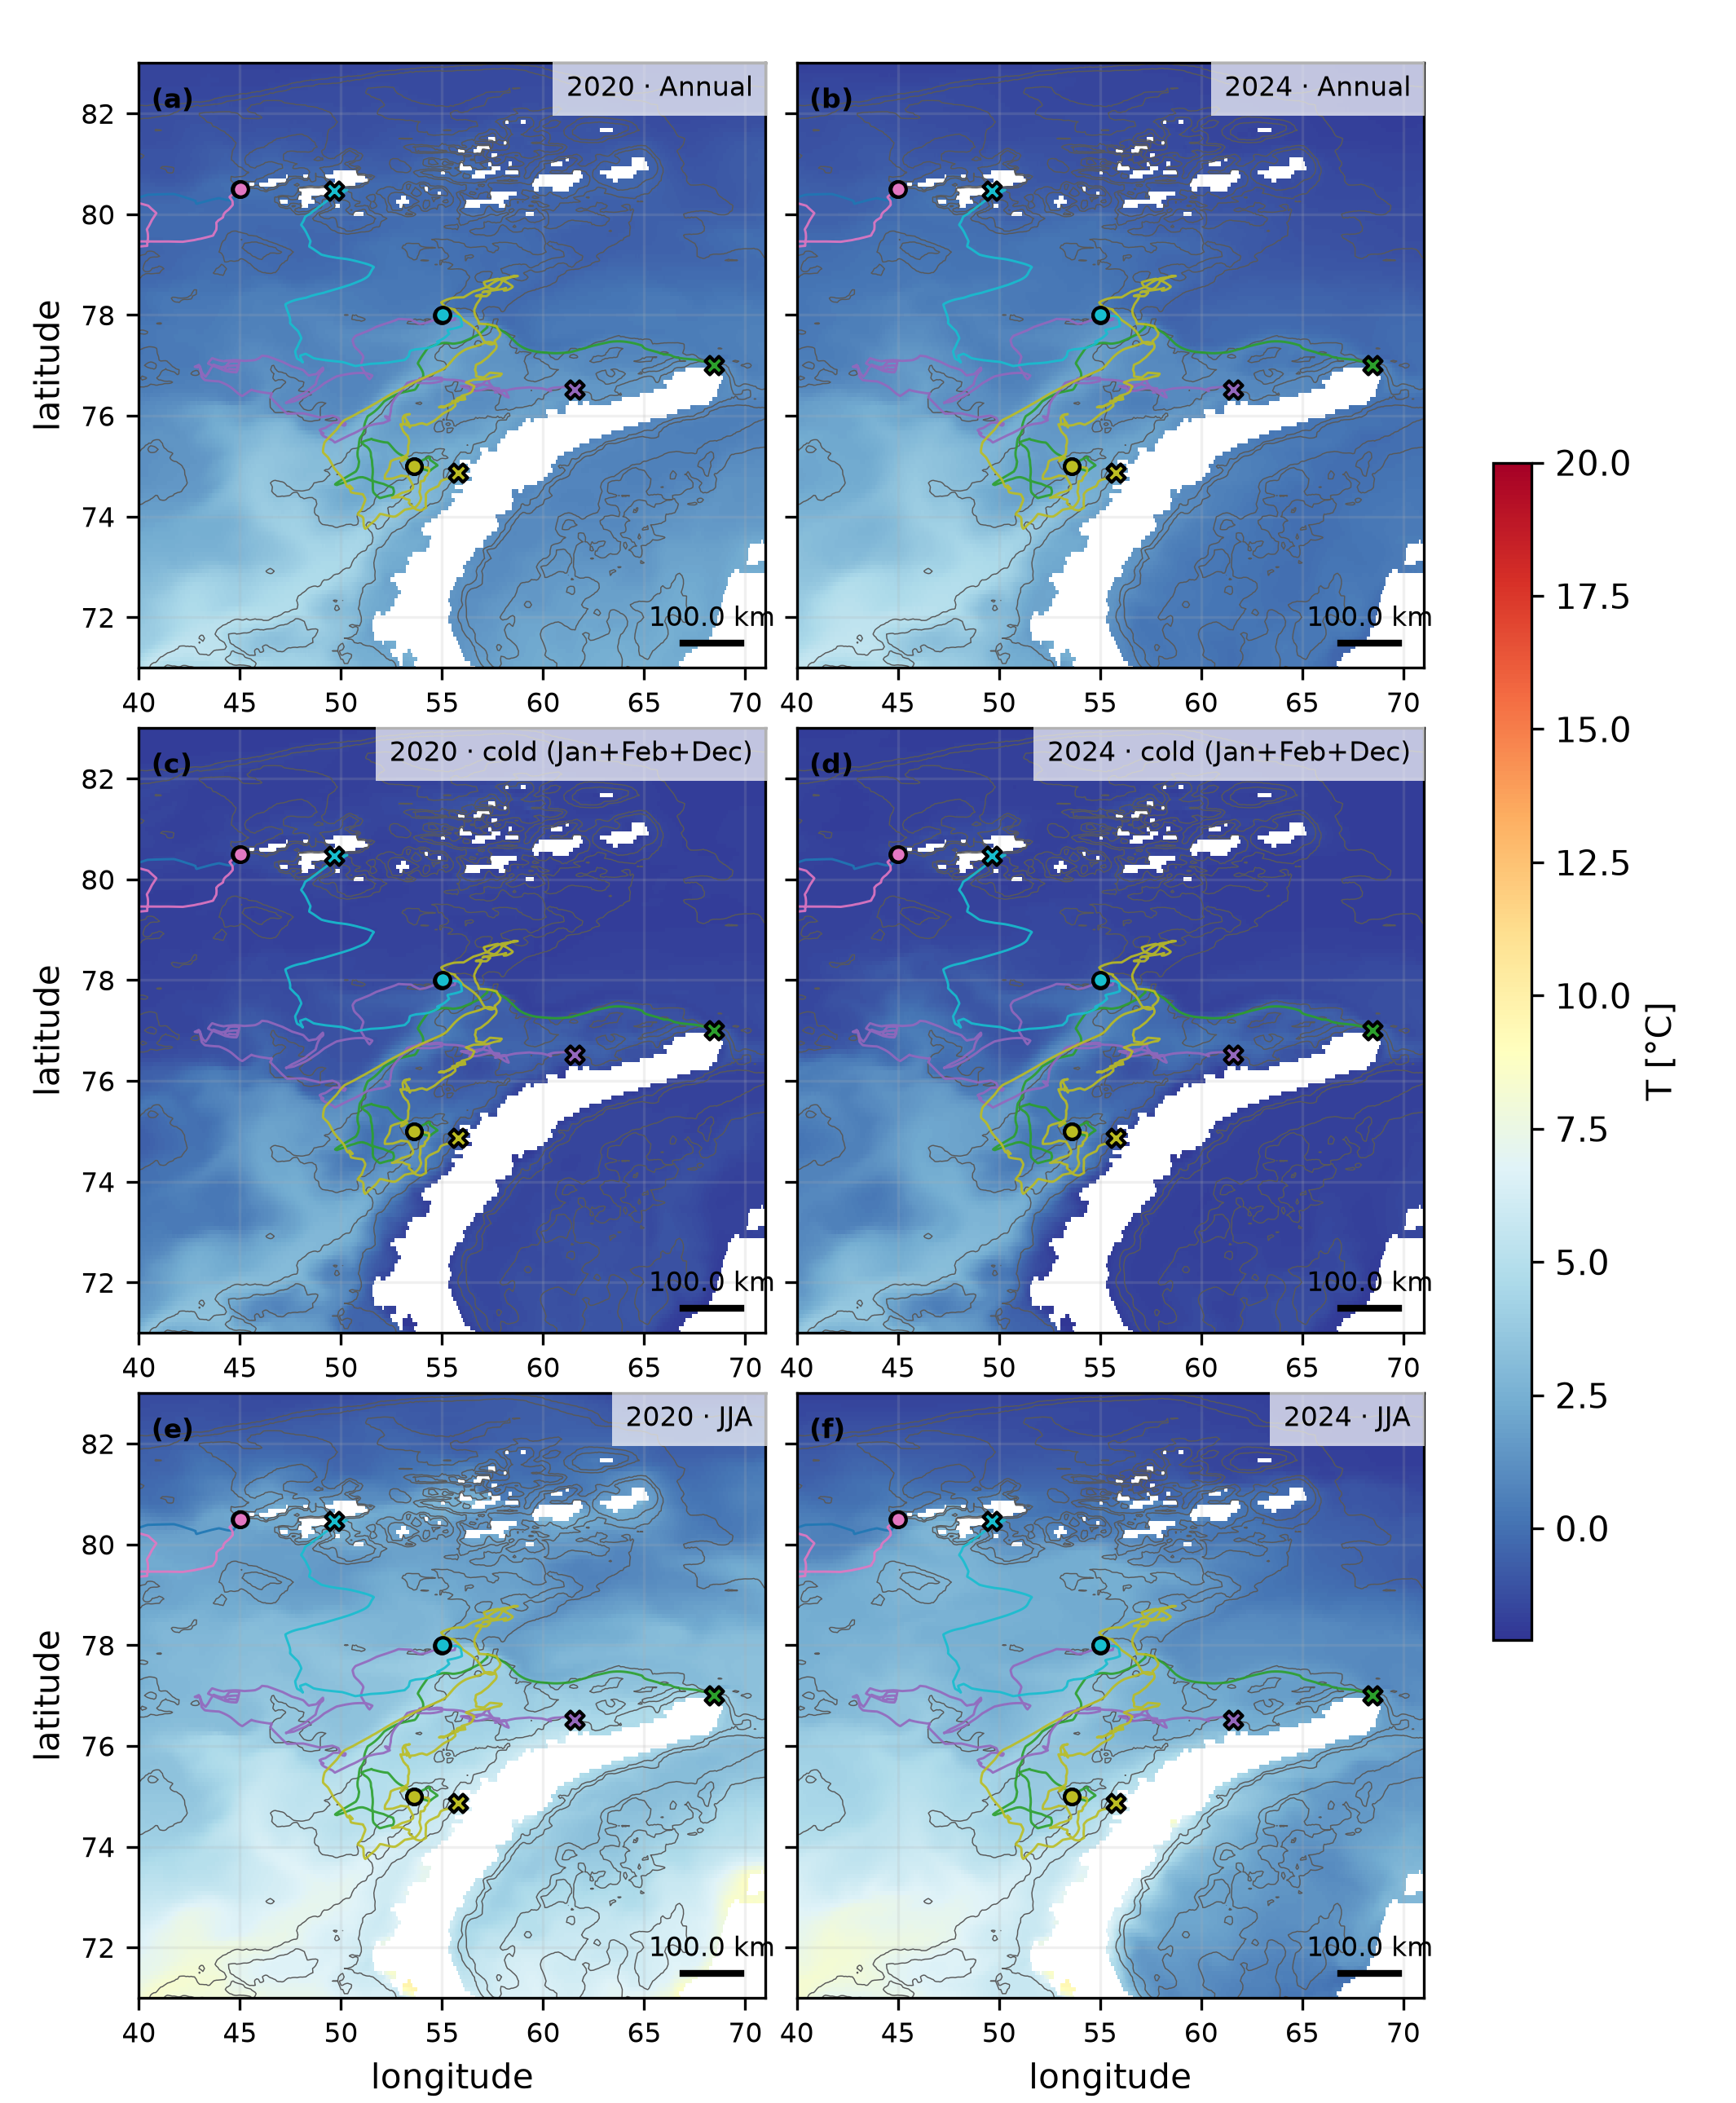 (a)
2020 · Annual
(b)
2024 · Annual
82
80
78
76
74
72
latitude
100.0 km
100.0 km
40 45 50 55 60 65 70
40 45 50 55 60 65 70
(c)
2020 · cold (Jan+Feb+Dec)
(d)
2024 · cold (Jan+Feb+Dec)
82
80
78
76
74
72
latitude
100.0 km
100.0 km
40 45 50 55 60 65 70
40 45 50 55 60 65 70
(e)
2020 · JJA
(f)
2024 · JJA
82
80
78
76
74
72
latitude
100.0 km
100.0 km
40 45 50 55 60 65 70
40 45 50 55 60 65 70
longitude
longitude
20.0
17.5
15.0
12.5
10.0
7.5
5.0
2.5
0.0
T [°C]